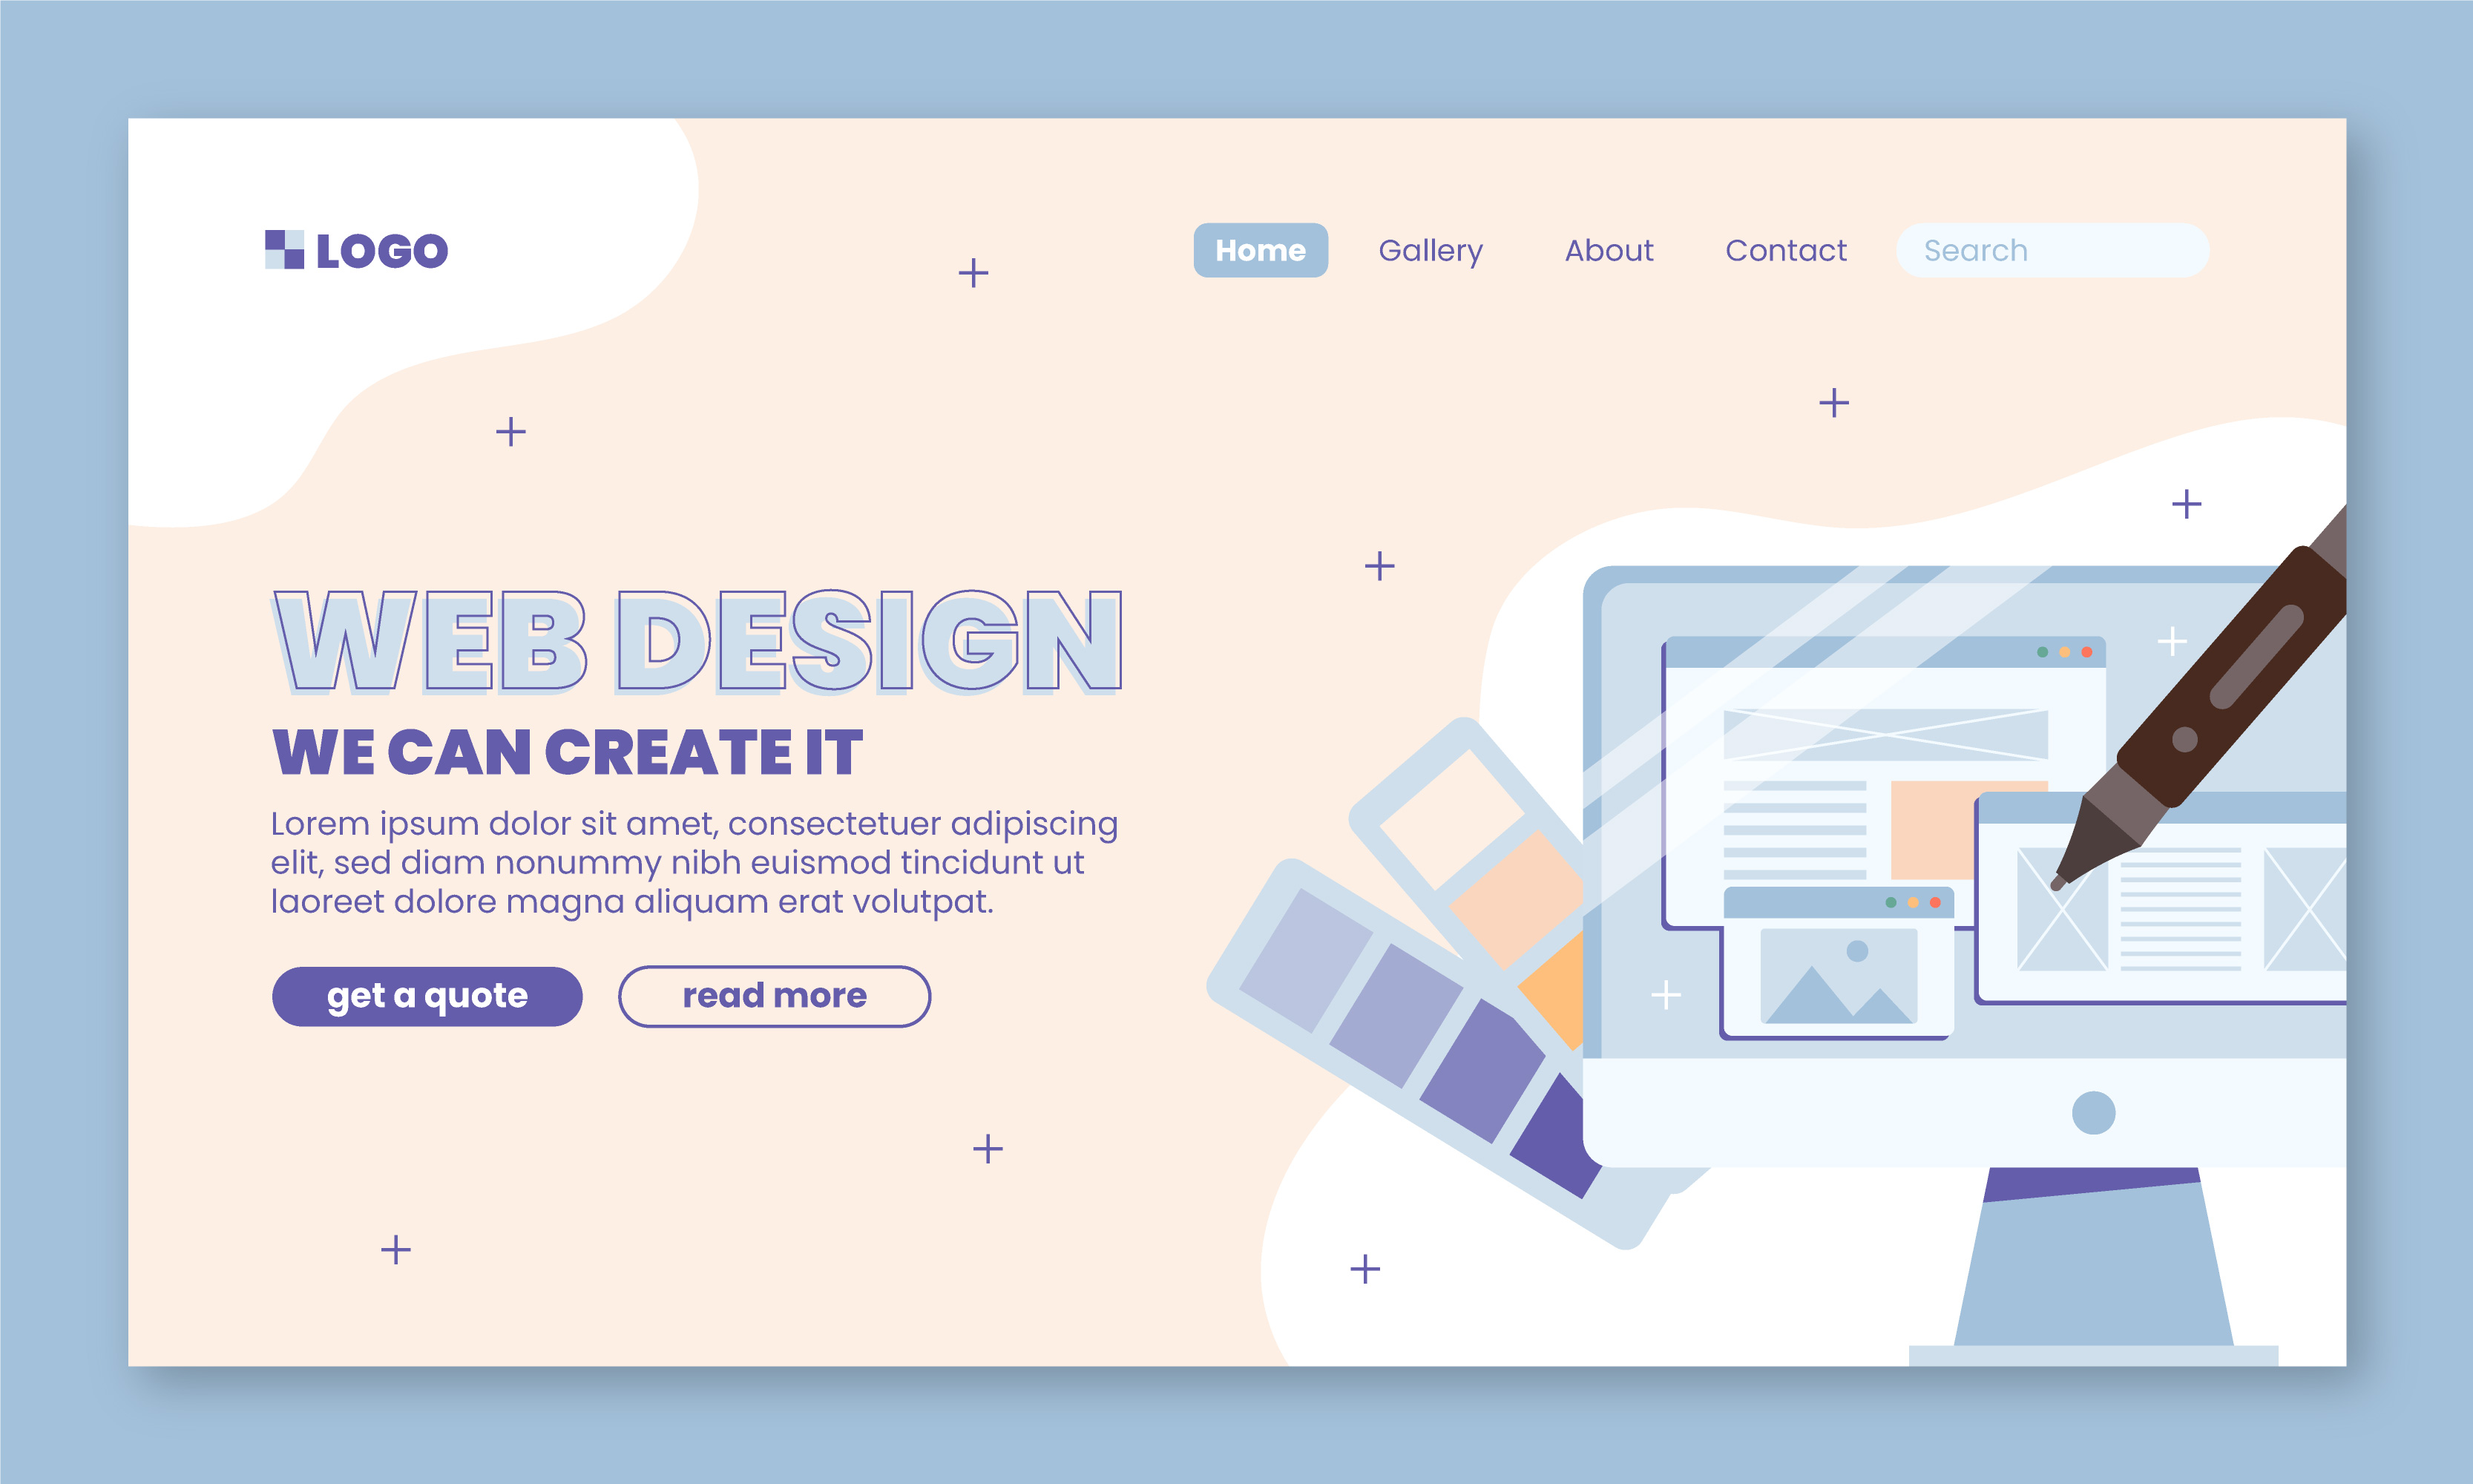 LOGO
Home Gallery About Contact Search
WEB DESIGN
WE CAN CREATE IT
Lorem ipsum dolor sit amet, consectetuer adipiscing
elit, sed diam nonummy nibh euismod tincidunt ut
laoreet dolore magna aliquam erat volutpat.
get a quote read more